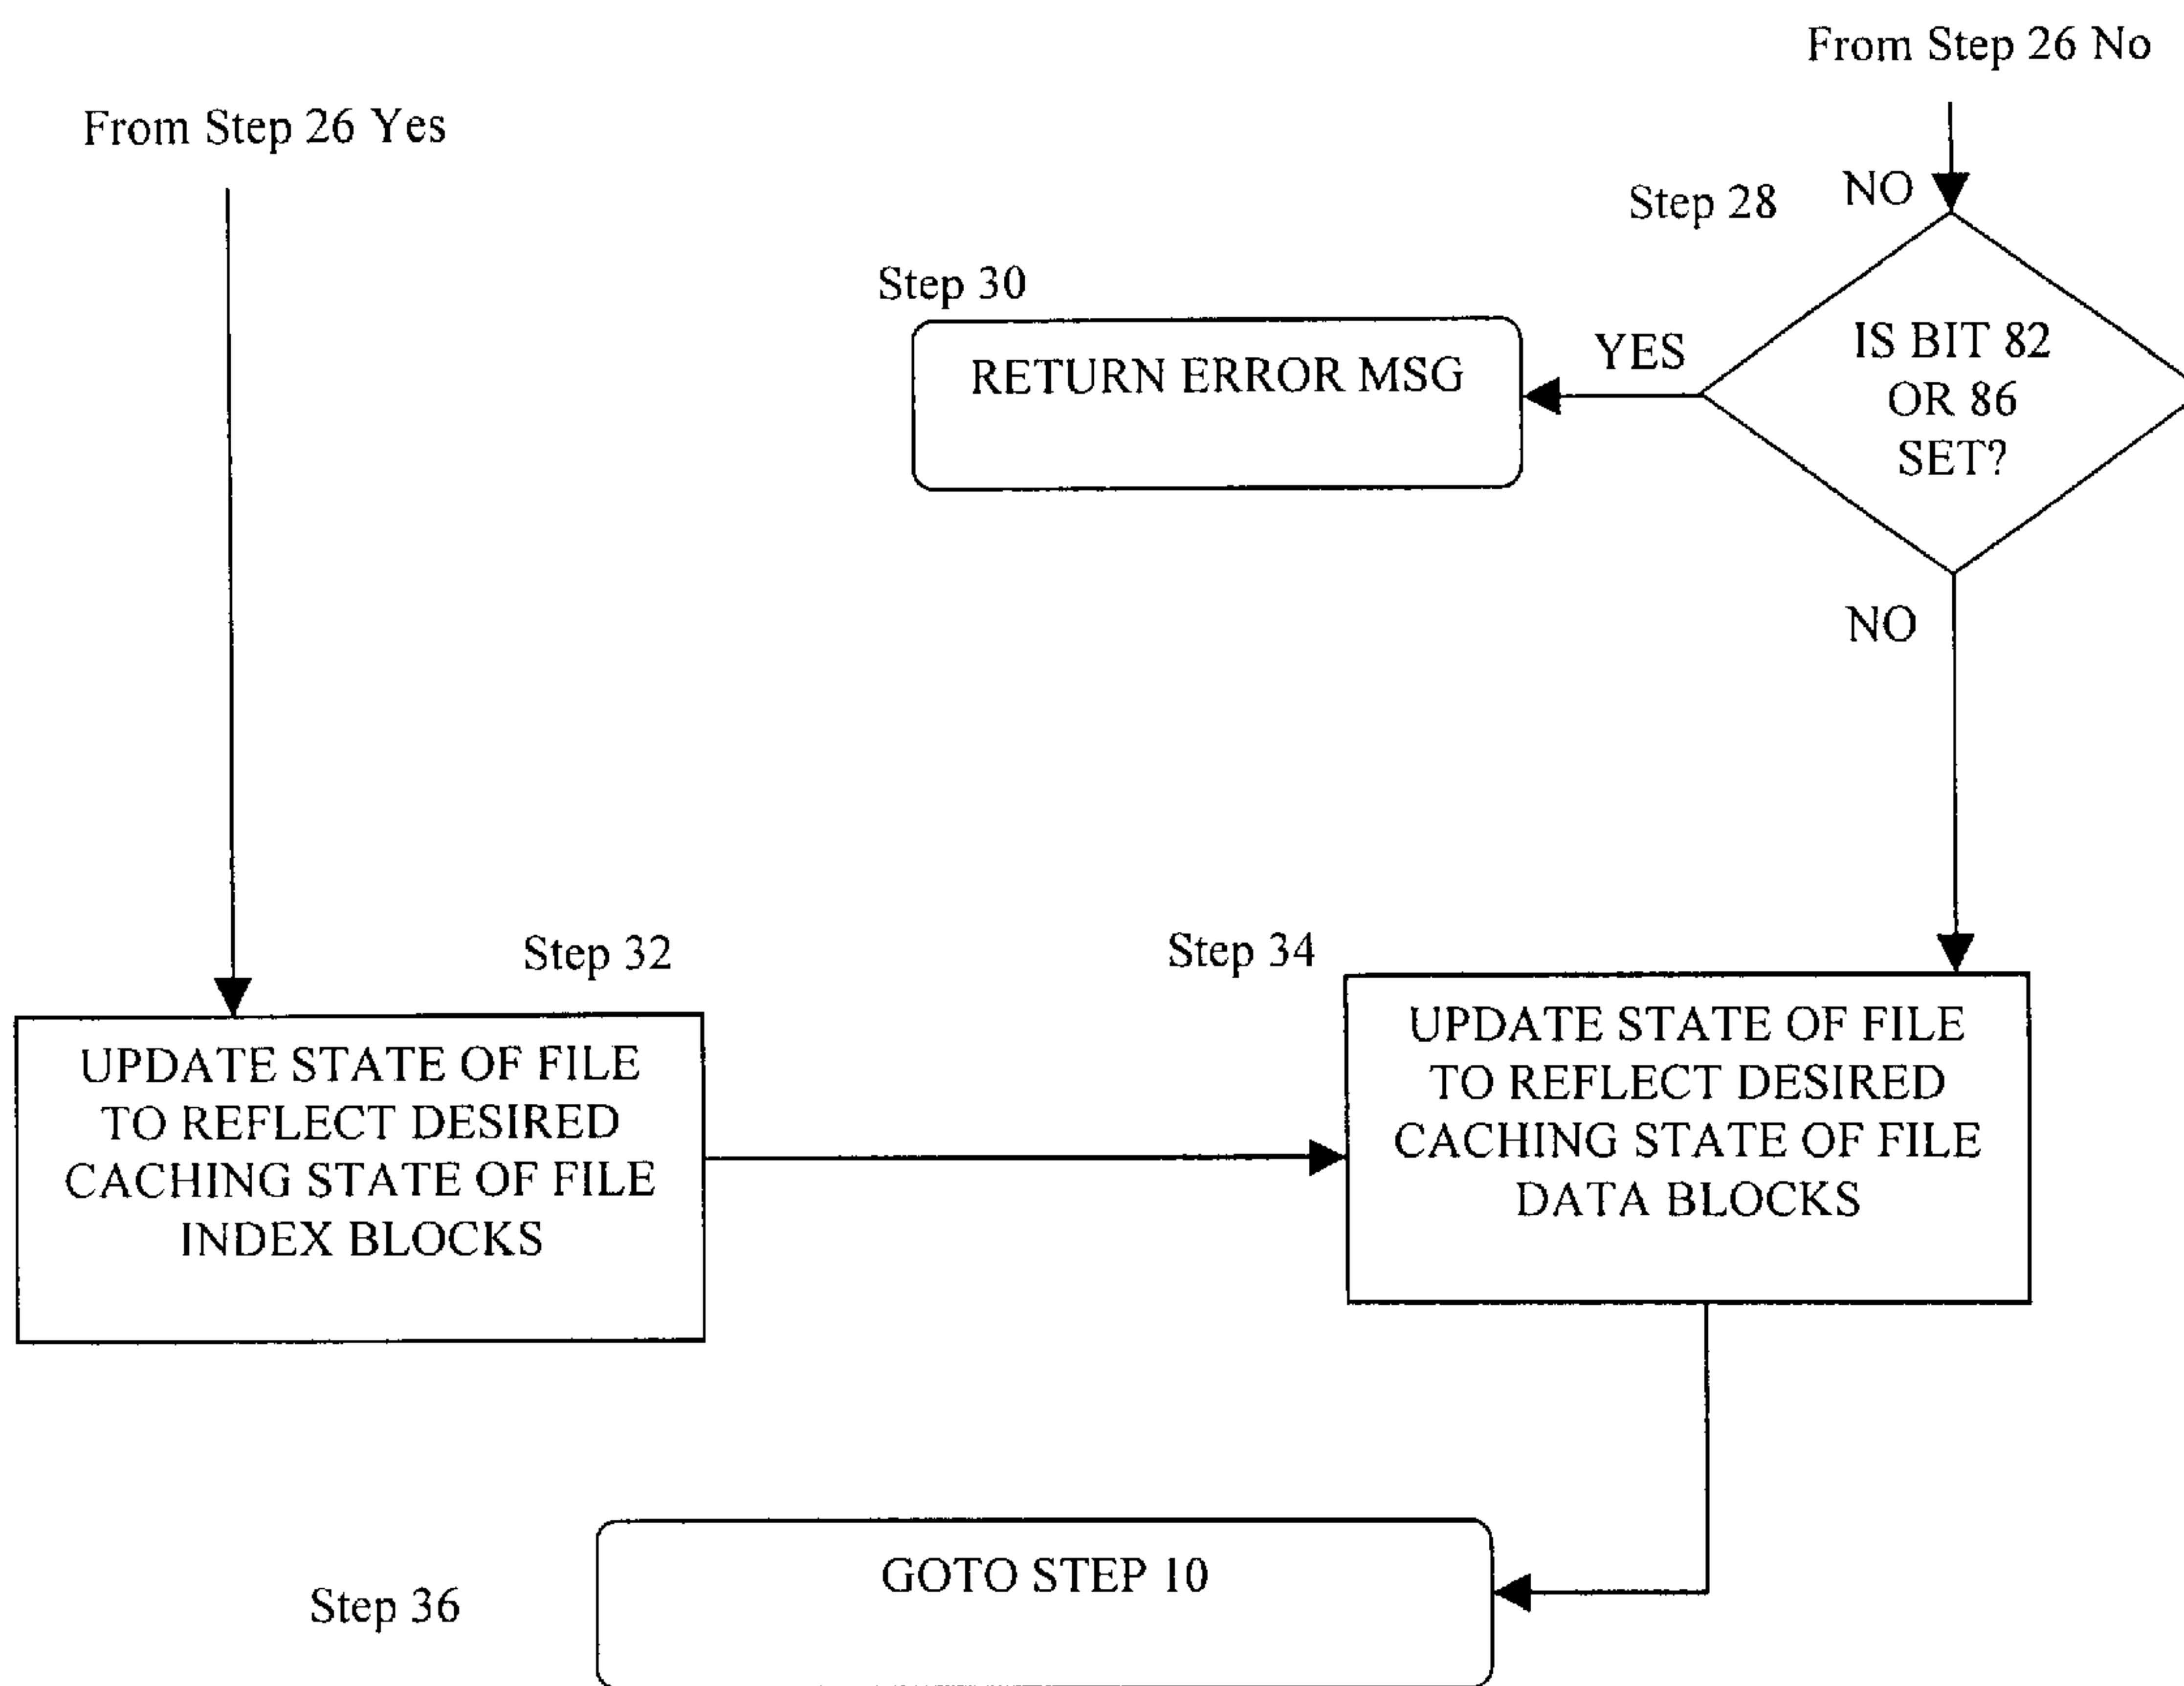 From Step 26 No
From Step 26 Yes
Step 28
NO
Step 30
RETURN ERROR MSG
YES
IS BIT 82
OR 86
SET?
NO
Step 32
UPDATE STATE OF FILE
TO REFLECT DESIRED
CACHING STATE OF FILE
INDEX BLOCKS
Step 34
UPDATE STATE OF FILE
TO REFLECT DESIRED
CACHING STATE OF FILE
DATA BLOCKS
Step 36
GOTO STEP 10